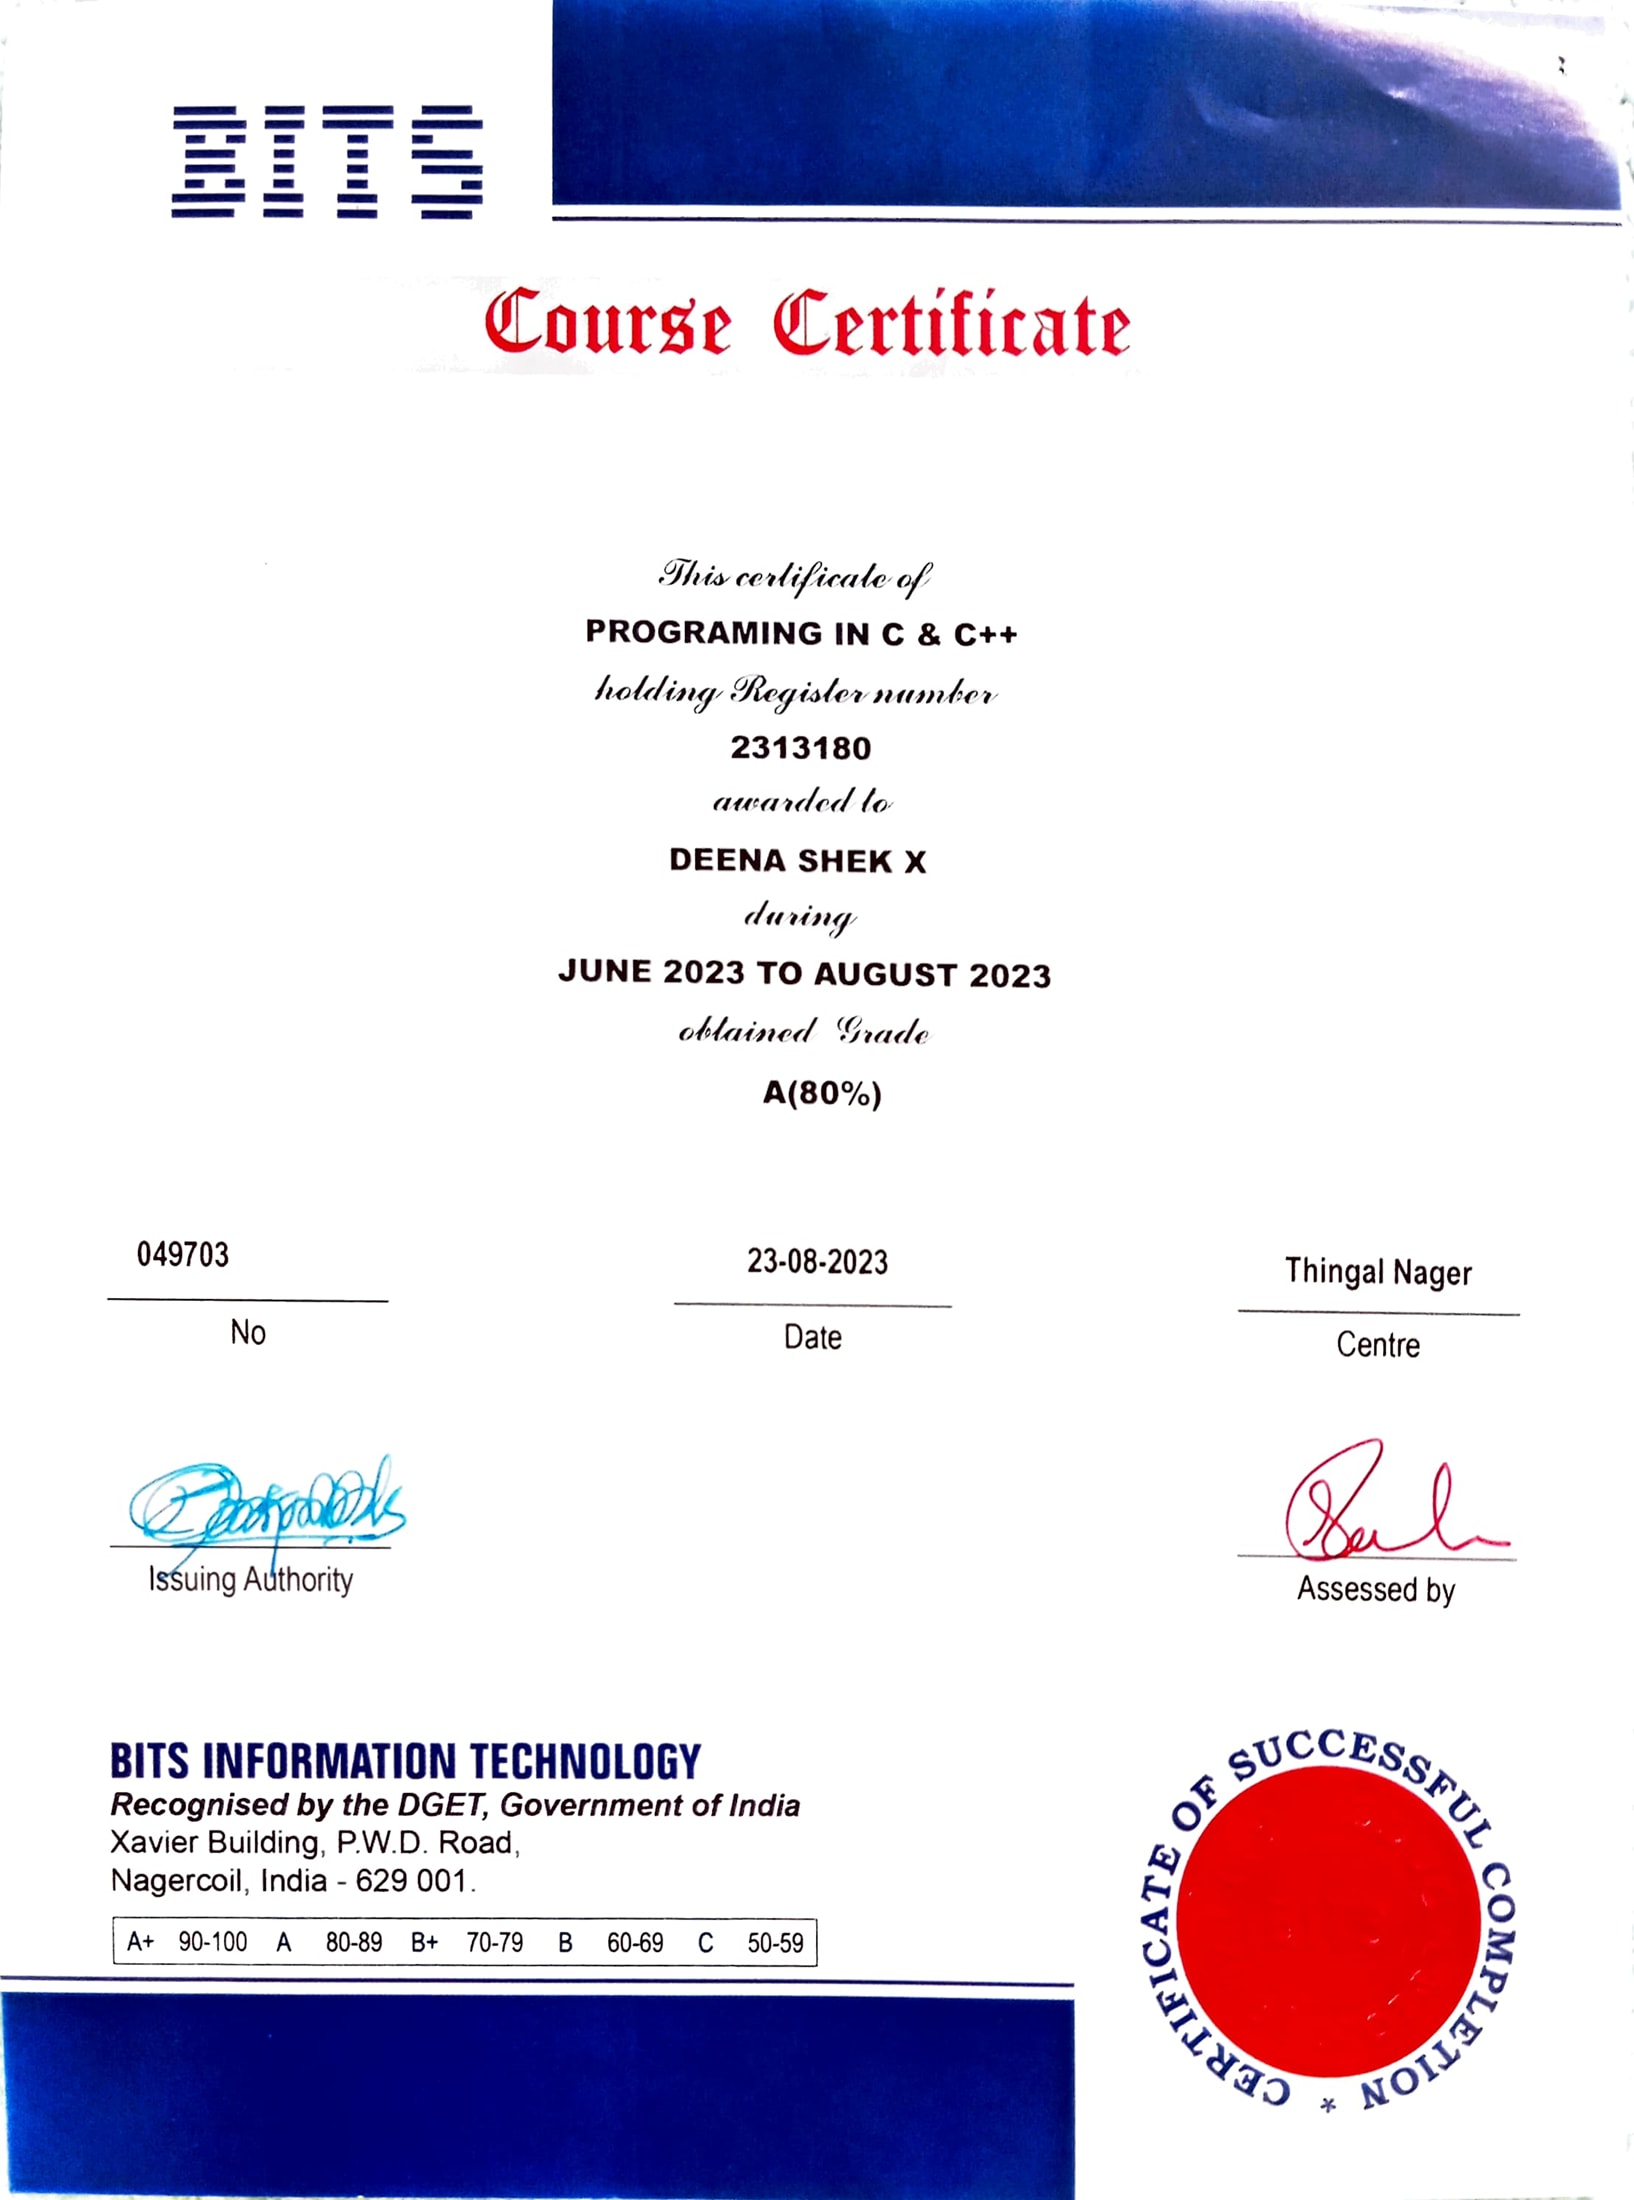 BITS
Course Certificate
This certificate of
PROGRAMING IN C & C++
holding Register number
2313180
awarded to
DEENA SHEK X
during
JUNE 2023 TO AUGUST 2023
obtained Grade
A(80%)
049703
No
23-08-2023
Date
Thingal Nager
Centre
Issuing Authority
Assessed by
BITS INFORMATION TECHNOLOGY
Recognised by the DGET, Government of India
Xavier Building, P.W.D. Road,
Nagercoil, India - 629 001.
A+ 90-100 A 80-89 B+ 70-79 B 60-69 C 50-59
CERTIFICATE OF SUCCESSFUL COMPLETION *